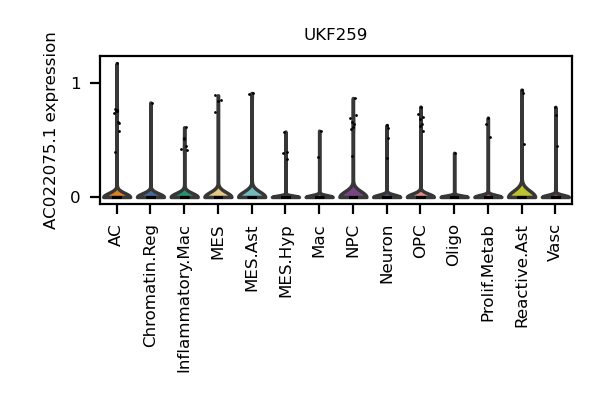 UKF259
AC022075.1 expression
1
0
AC
Chromatin.Reg
Inflammatory.Mac
MES
MES.Ast
MES.Hyp
Mac
NPC
Neuron
OPC
Oligo
Prolif.Metab
Reactive.Ast
Vasc